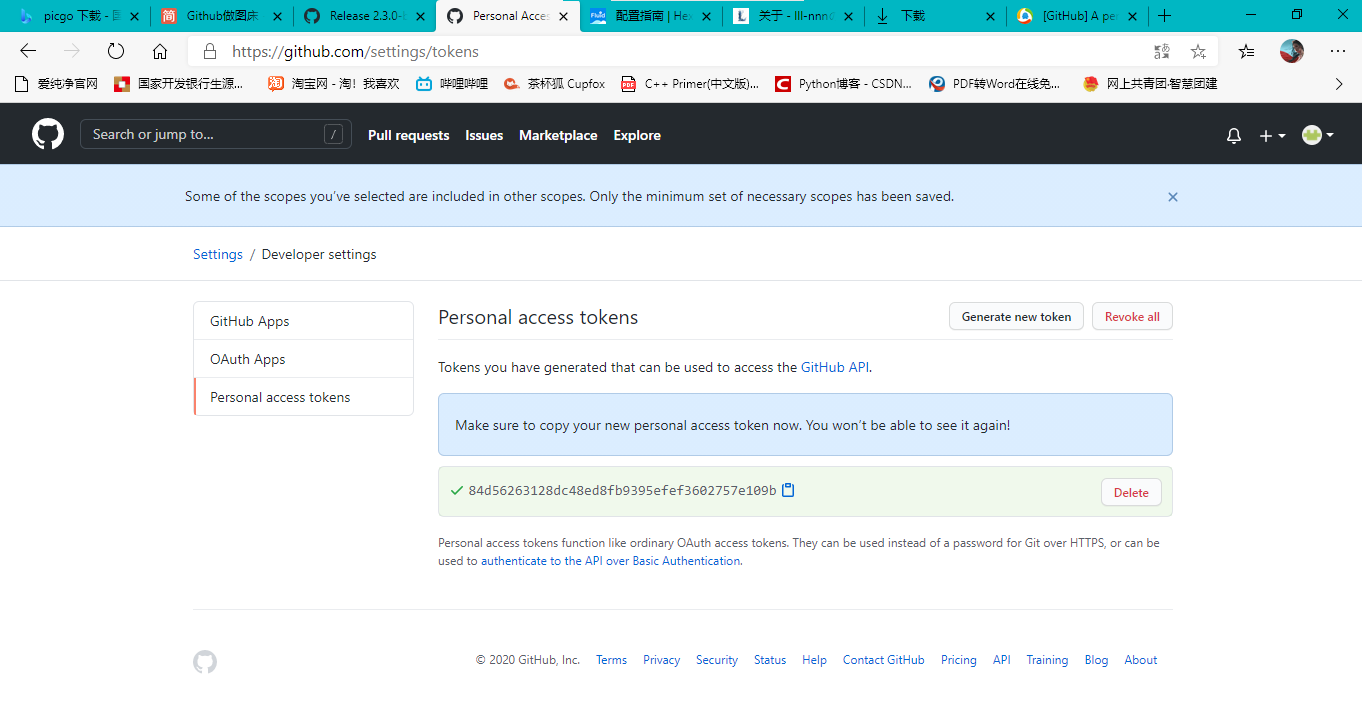 picgo 下载 - 国
Github做图床
Release 2.3.0-b
Personal Acces
配置指南 | Hex
关于 - lll-nnn
下载
[GitHub] A per
https://github.com/settings/tokens
爱纯净官网
国家开发银行生源...
淘宝网 - 淘！我喜欢
哔哩哔哩
茶杯狐 Cupfox
C++ Primer(中文版)...
Python博客 - CSDN...
PDF转Word在线免...
网上共青团·智慧团建
Search or jump to...
/
Pull requests
Issues
Marketplace
Explore
Some of the scopes you’ve selected are included in other scopes. Only the minimum set of necessary scopes has been saved.
Settings / Developer settings
GitHub Apps
OAuth Apps
Personal access tokens
Personal access tokens
Generate new token
Revoke all
Tokens you have generated that can be used to access the GitHub API.
Make sure to copy your new personal access token now. You won’t be able to see it again!
84d56263128dc48ed8fb9395efef3602757e109b
Delete
Personal access tokens function like ordinary OAuth access tokens. They can be used instead of a password for Git over HTTPS, or can be
used to authenticate to the API over Basic Authentication.
© 2020 GitHub, Inc.
Terms
Privacy
Security
Status
Help
Contact GitHub
Pricing
API
Training
Blog
About